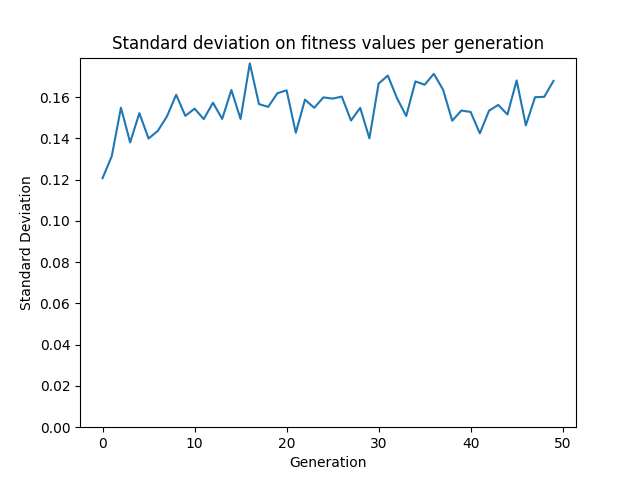 Standard deviation on fitness values per generation
Standard Deviation
0.16
0.14
0.12
0.10
0.08
0.06
0.04
0.02
0.00
0 10 20 30 40 50
Generation